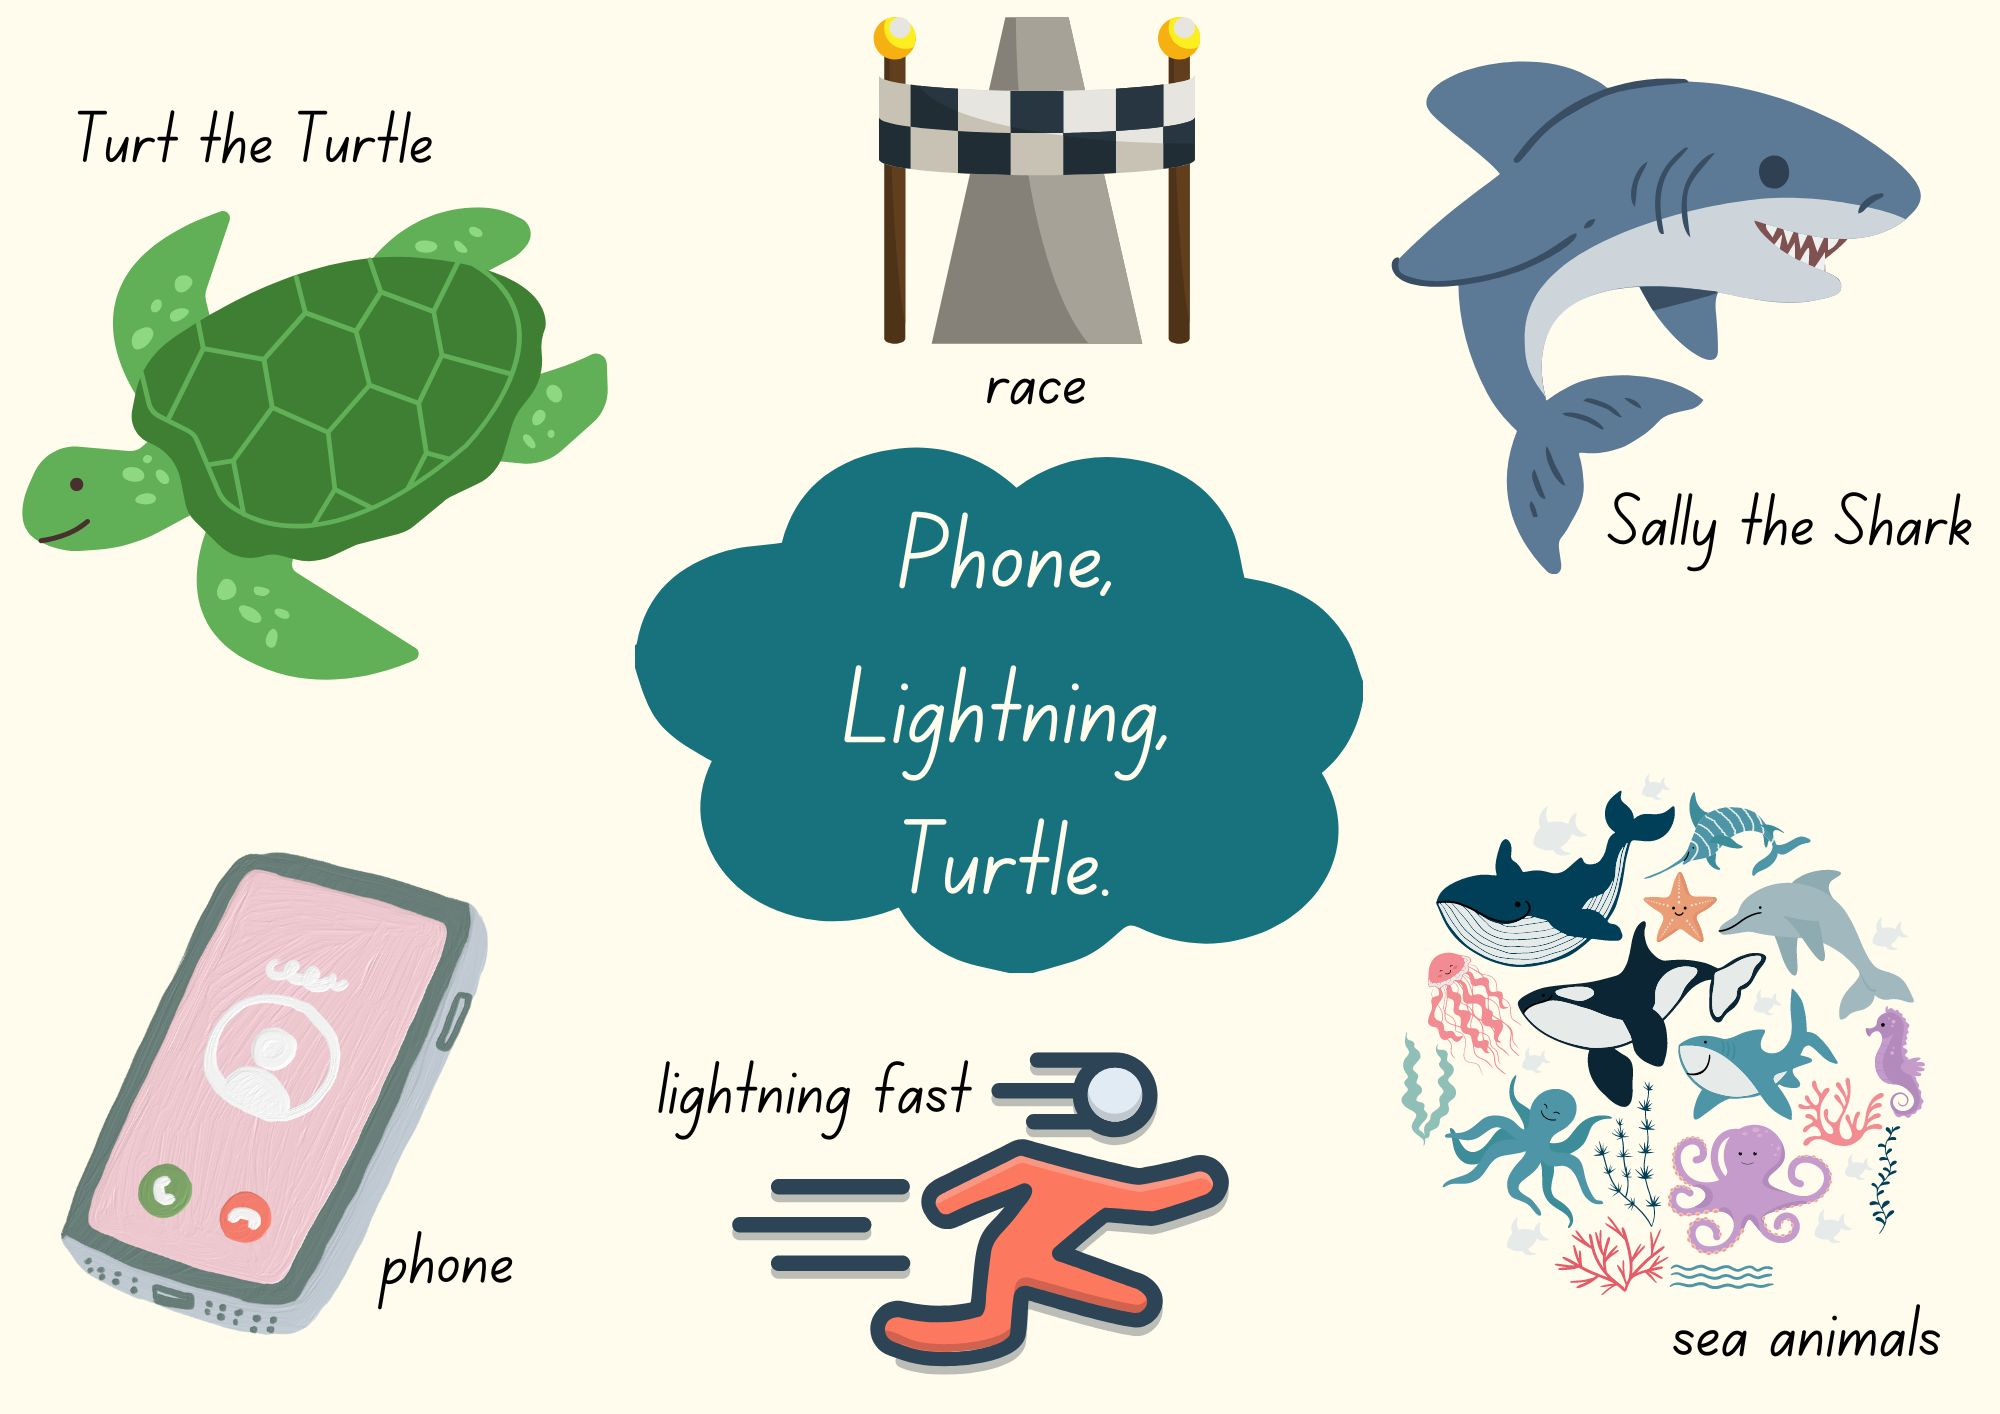 Turt the Turtle
race
Sally the Shark
Phone,
Lightning,
Turtle.
phone
lightning fast
sea animals